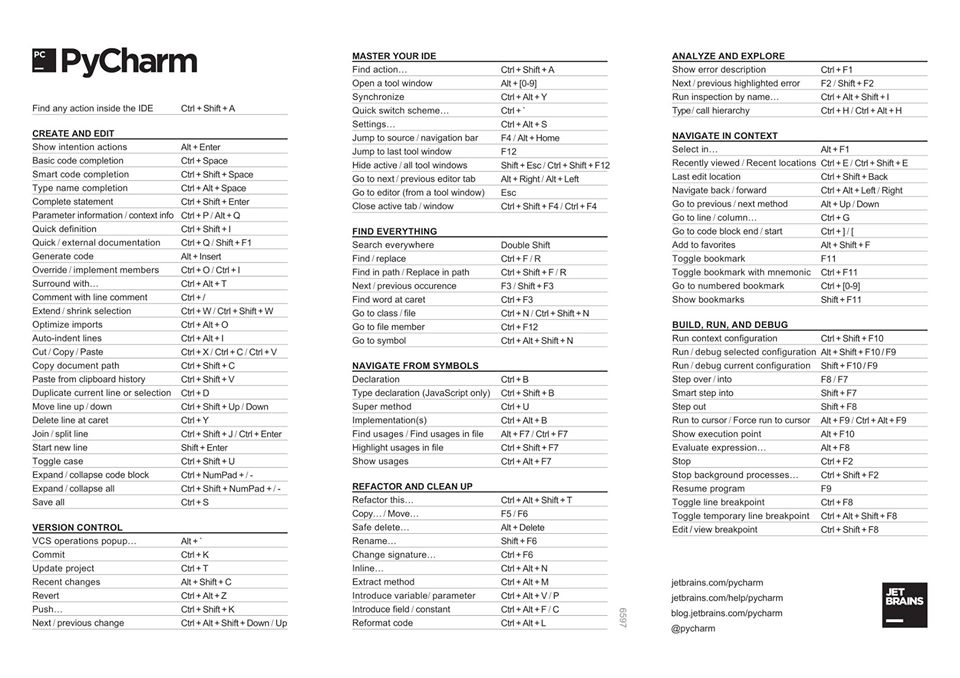 PC
PyCharm
Find any action inside the IDE Ctrl + Shift + A
CREATE AND EDIT
Show intention actions Alt + Enter
Basic code completion Ctrl + Space
Smart code completion Ctrl + Shift + Space
Type name completion Ctrl + Alt + Space
Complete statement Ctrl + Shift + Enter
Parameter information / context info Ctrl + P / Alt + Q
Quick definition Ctrl + Shift + I
Quick / external documentation Ctrl + Q / Shift + F1
Generate code Alt + Insert
Override / implement members Ctrl + O / Ctrl + I
Surround with… Ctrl + Alt + T
Comment with line comment Ctrl + /
Extend / shrink selection Ctrl + W / Ctrl + Shift + W
Optimize imports Ctrl + Alt + O
Auto-indent lines Ctrl + Alt + I
Cut / Copy / Paste Ctrl + X / Ctrl + C / Ctrl + V
Copy document path Ctrl + Shift + C
Paste from clipboard history Ctrl + Shift + V
Duplicate current line or selection Ctrl + D
Move line up / down Ctrl + Shift + Up / Down
Delete line at caret Ctrl + Y
Join / split line Ctrl + Shift + J / Ctrl + Enter
Start new line Shift + Enter
Toggle case Ctrl + Shift + U
Expand / collapse code block Ctrl + NumPad + / -
Expand / collapse all Ctrl + Shift + NumPad + / -
Save all Ctrl + S
VERSION CONTROL
VCS operations popup… Alt + `
Commit Ctrl + K
Update project Ctrl + T
Recent changes Alt + Shift + C
Revert Ctrl + Alt + Z
Push… Ctrl + Shift + K
Next / previous change Ctrl + Alt + Shift + Down / Up
MASTER YOUR IDE
Find action… Ctrl + Shift + A
Open a tool window Alt + [0-9]
Synchronize Ctrl + Alt + Y
Quick switch scheme… Ctrl + `
Settings… Ctrl + Alt + S
Jump to source / navigation bar F4 / Alt + Home
Jump to last tool window F12
Hide active / all tool windows Shift + Esc / Ctrl + Shift + F12
Go to next / previous editor tab Alt + Right / Alt + Left
Go to editor (from a tool window) Esc
Close active tab / window Ctrl + Shift + F4 / Ctrl + F4
FIND EVERYTHING
Search everywhere Double Shift
Find / replace Ctrl + F / R
Find in path / Replace in path Ctrl + Shift + F / R
Next / previous occurence F3 / Shift + F3
Find word at caret Ctrl + F3
Go to class / file Ctrl + N / Ctrl + Shift + N
Go to file member Ctrl + F12
Go to symbol Ctrl + Alt + Shift + N
NAVIGATE FROM SYMBOLS
Declaration Ctrl + B
Type declaration (JavaScript only) Ctrl + Shift + B
Super method Ctrl + U
Implementation(s) Ctrl + Alt + B
Find usages / Find usages in file Alt + F7 / Ctrl + F7
Highlight usages in file Ctrl + Shift + F7
Show usages Ctrl + Alt + F7
REFACTOR AND CLEAN UP
Refactor this… Ctrl + Alt + Shift + T
Copy… / Move… F5 / F6
Safe delete… Alt + Delete
Rename… Shift + F6
Change signature… Ctrl + F6
Inline… Ctrl + Alt + N
Extract method Ctrl + Alt + M
Introduce variable/ parameter Ctrl + Alt + V / P
Introduce field / constant Ctrl + Alt + F / C
Reformat code Ctrl + Alt + L
6597
ANALYZE AND EXPLORE
Show error description Ctrl + F1
Next / previous highlighted error F2 / Shift + F2
Run inspection by name… Ctrl + Alt + Shift + I
Type/ call hierarchy Ctrl + H / Ctrl + Alt + H
NAVIGATE IN CONTEXT
Select in… Alt + F1
Recently viewed / Recent locations Ctrl + E / Ctrl + Shift + E
Last edit location Ctrl + Shift + Back
Navigate back / forward Ctrl + Alt + Left / Right
Go to previous / next method Alt + Up / Down
Go to line / column… Ctrl + G
Go to code block end / start Ctrl + ] / [
Add to favorites Alt + Shift + F
Toggle bookmark F11
Toggle bookmark with mnemonic Ctrl + F11
Go to numbered bookmark Ctrl + [0-9]
Show bookmarks Shift + F11
BUILD, RUN, AND DEBUG
Run context configuration Ctrl + Shift + F10
Run / debug selected configuration Alt + Shift + F10 / F9
Run / debug current configuration Shift + F10 / F9
Step over / into F8 / F7
Smart step into Shift + F7
Step out Shift + F8
Run to cursor / Force run to cursor Alt + F9 / Ctrl + Alt + F9
Show execution point Alt + F10
Evaluate expression… Alt + F8
Stop Ctrl + F2
Stop background processes… Ctrl + Shift + F2
Resume program F9
Toggle line breakpoint Ctrl + F8
Toggle temporary line breakpoint Ctrl + Alt + Shift + F8
Edit / view breakpoint Ctrl + Shift + F8
jetbrains.com/pycharm
jetbrains.com/help/pycharm
blog.jetbrains.com/pycharm
@pycharm
JET
BRAINS